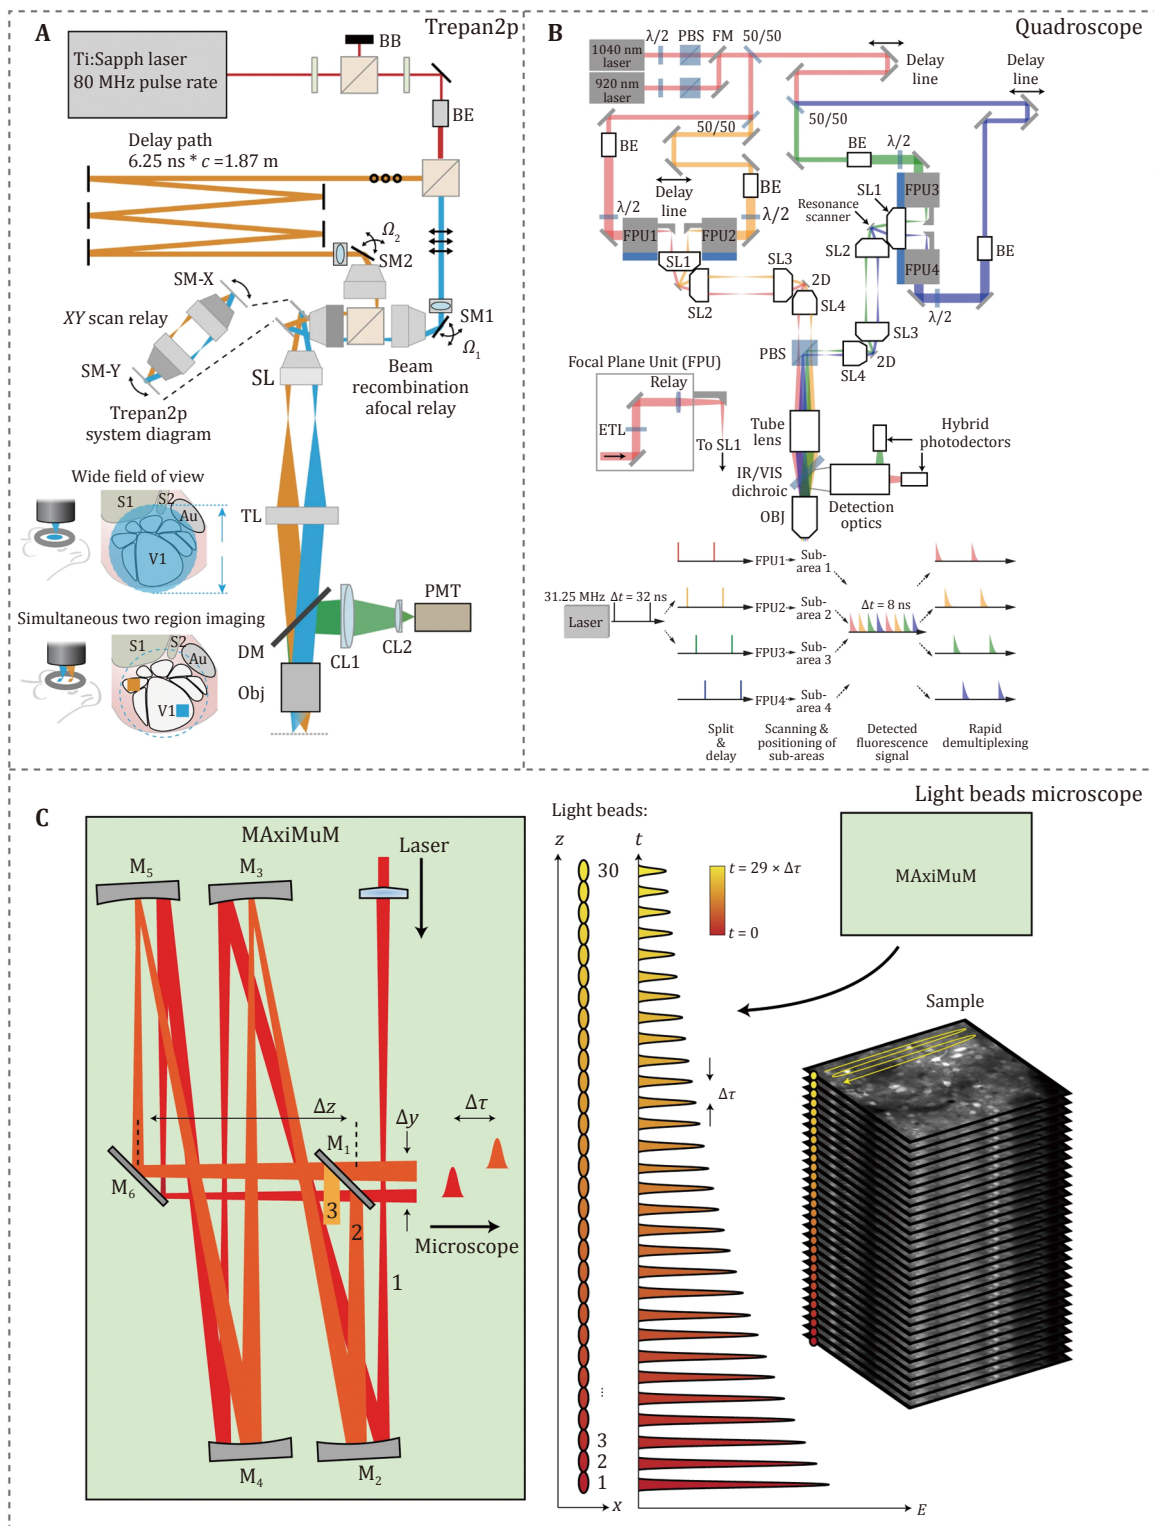 A
Trepan2p
Ti:Sapph laser
80 MHz pulse rate
BB
BE
Delay path
6.25 ns * c = 1.87 m
Ω2
SM2
SM-X
XY scan relay
SM-Y
SM1
Ω1
SL
Beam
recombination
afocal relay
Trepan2p
system diagram
Wide field of view
S1
S2
Au
V1
TL
PMT
Simultaneous two region imaging
S1
S2
Au
V1
DM
CL1
CL2
Obj
B
Quadroscope
λ/2
PBS
FM
50/50
1040 nm
laser
920 nm
laser
Delay
line
Delay
line
50/50
50/50
BE
BE
λ/2
BE
Delay
line
λ/2
λ/2
FPU1
FPU2
SL1
FPU3
Resonance
scanner
SL1
SL2
FPU4
BE
λ/2
SL2
SL3
2D
SL4
SL3
2D
SL4
PBS
Focal Plane Unit (FPU)
Relay
ETL
To SL1
Tube
lens
Hybrid
photodectors
IR/VIS
dichroic
OBJ
Detection
optics
31.25 MHz
Δt = 32 ns
Laser
FPU1
Sub-
area 1
FPU2
Sub-
area 2
FPU3
Sub-
area 3
FPU4
Sub-
area 4
Δt = 8 ns
Split
&
delay
Scanning &
positioning of
sub-areas
Detected
fluorescence
signal
Rapid
demultiplexing
C
Light beads microscope
MAxiMuM
Laser
M5
M3
Δz
Δy
Δτ
M1
M6
3
2
1
Microscope
M4
M2
Light beads:
z
t
30
t = 29 × Δτ
t = 0
Δτ
...
3
2
1
x
E
MAxiMuM
Sample